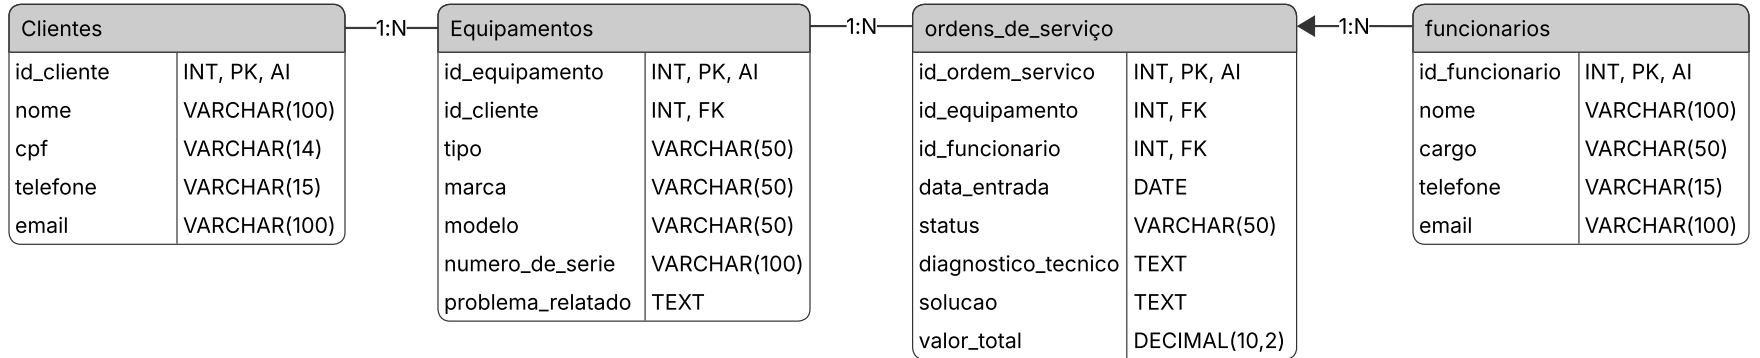 Clientes
id_cliente INT, PK, AI
nome VARCHAR(100)
cpf VARCHAR(14)
telefone VARCHAR(15)
email VARCHAR(100)
1:N
Equipamentos
id_equipamento INT, PK, AI
id_cliente INT, FK
tipo VARCHAR(50)
marca VARCHAR(50)
modelo VARCHAR(50)
numero_de_serie VARCHAR(100)
problema_relatado TEXT
1:N
ordens_de_serviço
id_ordem_servico INT, PK, AI
id_equipamento INT, FK
id_funcionario INT, FK
data_entrada DATE
status VARCHAR(50)
diagnostico_tecnico TEXT
solucao TEXT
valor_total DECIMAL(10,2)
1:N
funcionarios
id_funcionario INT, PK, AI
nome VARCHAR(100)
cargo VARCHAR(50)
telefone VARCHAR(15)
email VARCHAR(100)